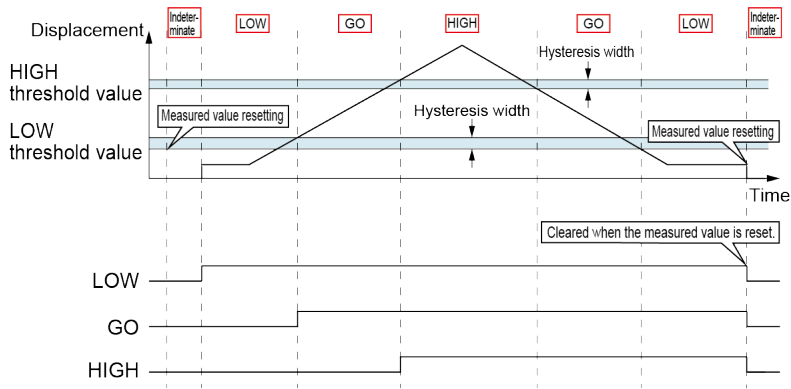 Indeter-
minate
LOW
GO
HIGH
GO
LOW
Indeter-
minate
Displacement
Hysteresis width
HIGH
threshold value
Measured value resetting
Hysteresis width
LOW
threshold value
Measured value resetting
Time
Cleared when the measured value is reset.
LOW
GO
HIGH